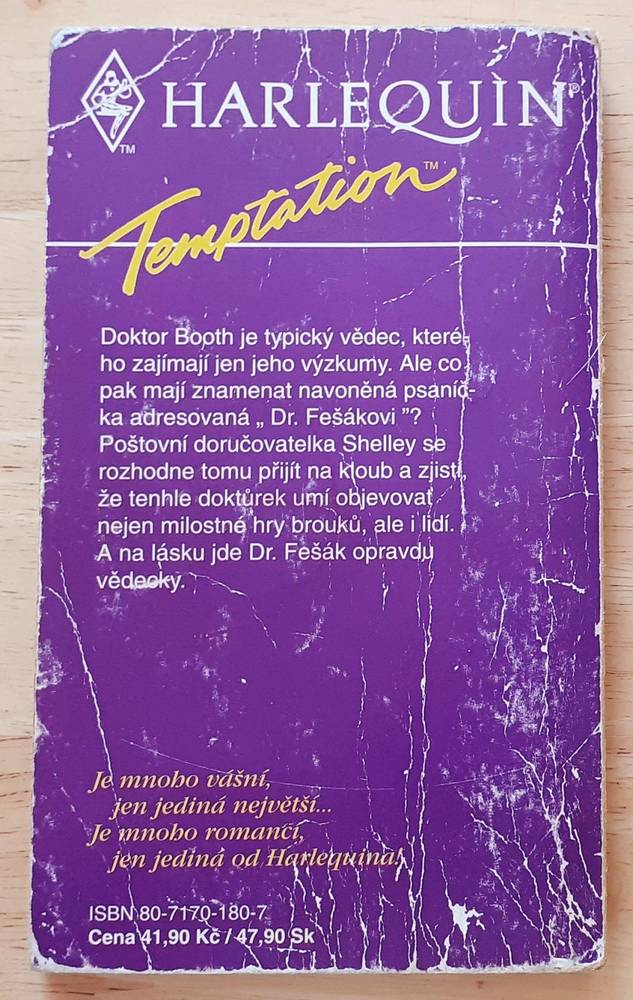 HARLEQUIN®
TM
Temptation™
Doktor Booth je typický vědec, které-
ho zajímají jen jeho výzkumy. Ale co
pak mají znamenat navoněná psaníč-
ka adresovaná „ Dr. Fešákovi ”?
Poštovní doručovatelka Shelley se
rozhodne tomu přijít na kloub a zjistí,
že tenhle doktůrek umí objevovat
nejen milostné hry brouků, ale i lidí.
A na lásku jde Dr. Fešák opravdu
vědecky.
Je mnoho vášní,
jen jediná největší...
Je mnoho romancí,
jen jediná od Harlequina!
ISBN 80-7170-180-7
Cena 41,90 Kč / 47,90 Sk